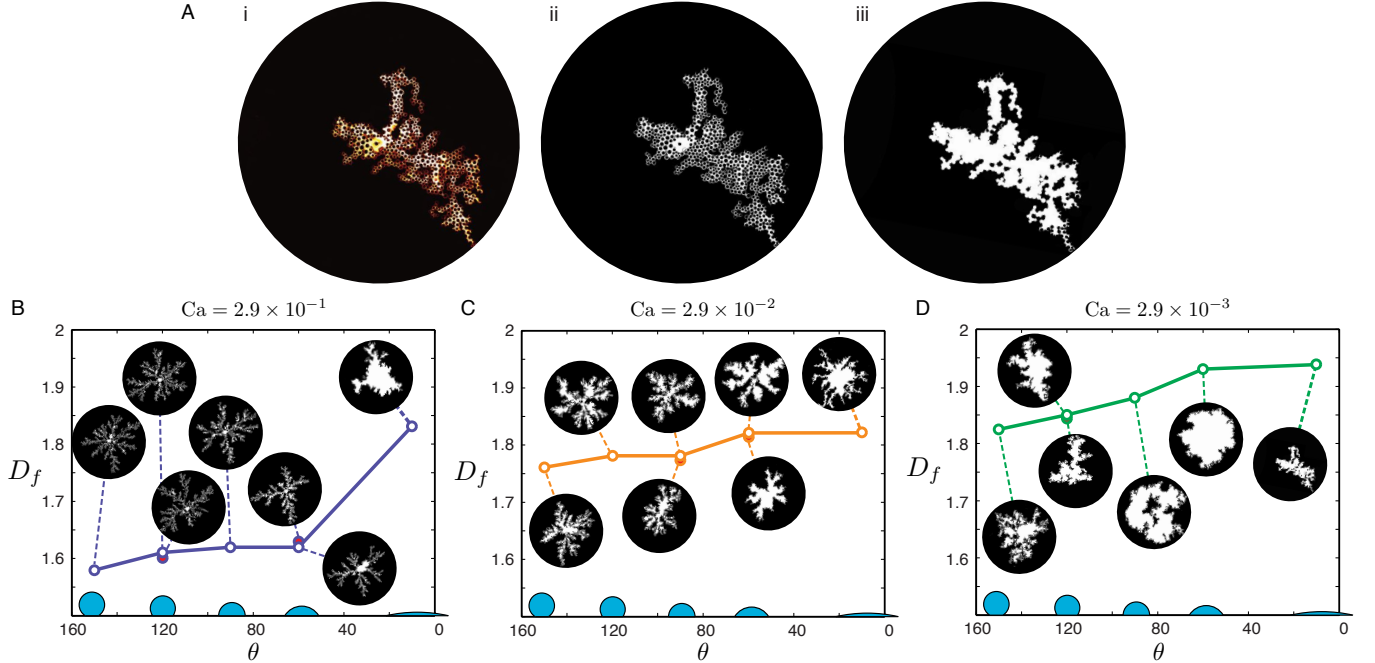 A
i
ii
iii
B
Ca = 2.9 × 10⁻¹
2
1.9
1.8
1.7
1.6
D_f
160
120
80
40
0
θ
C
Ca = 2.9 × 10⁻²
2
1.9
1.8
1.7
1.6
D_f
160
120
80
40
0
θ
D
Ca = 2.9 × 10⁻³
2
1.9
1.8
1.7
1.6
D_f
160
120
80
40
0
θ